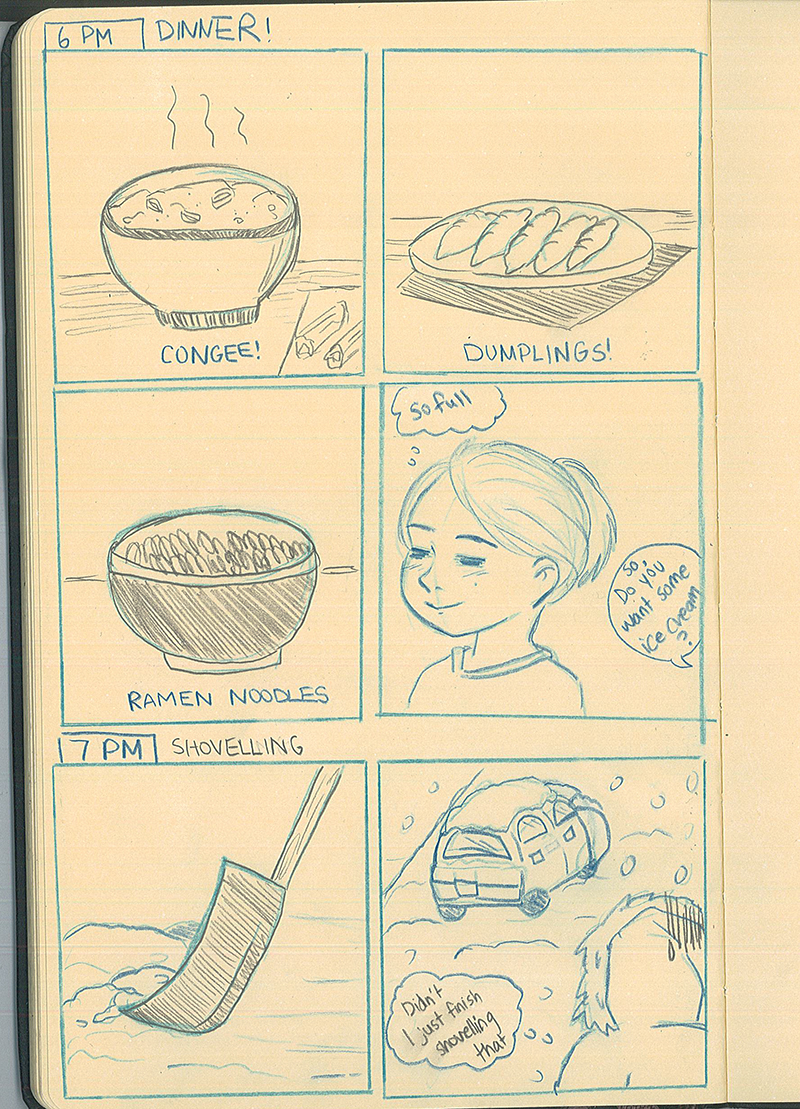 6 PM DINNER!
CONGEE!
DUMPLINGS!
RAMEN NOODLES
So full
So,
Do you
want some
ice cream
?
7 PM SHOVELLING
Didn't
I just finish
shovelling
that